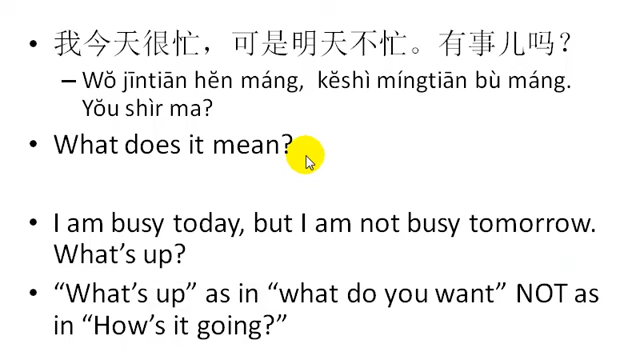 • 我今天很忙，可是明天不忙。有事儿吗？
– Wǒ jīntiān hěn máng,  kěshì míngtiān bù máng.
Yǒu shìr ma?
• What does it mean?
• I am busy today, but I am not busy tomorrow.
What’s up?
• “What’s up” as in “what do you want” NOT as
in “How’s it going?”